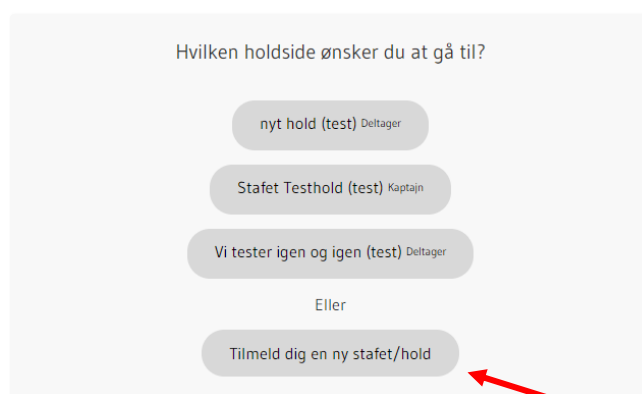 Hvilken holdside ønsker du at gå til?
nyt hold (test) Deltager
Stafet Testhold (test) Kaptajn
Vi tester igen og igen (test) Deltager
Eller
Tilmeld dig en ny stafet/hold